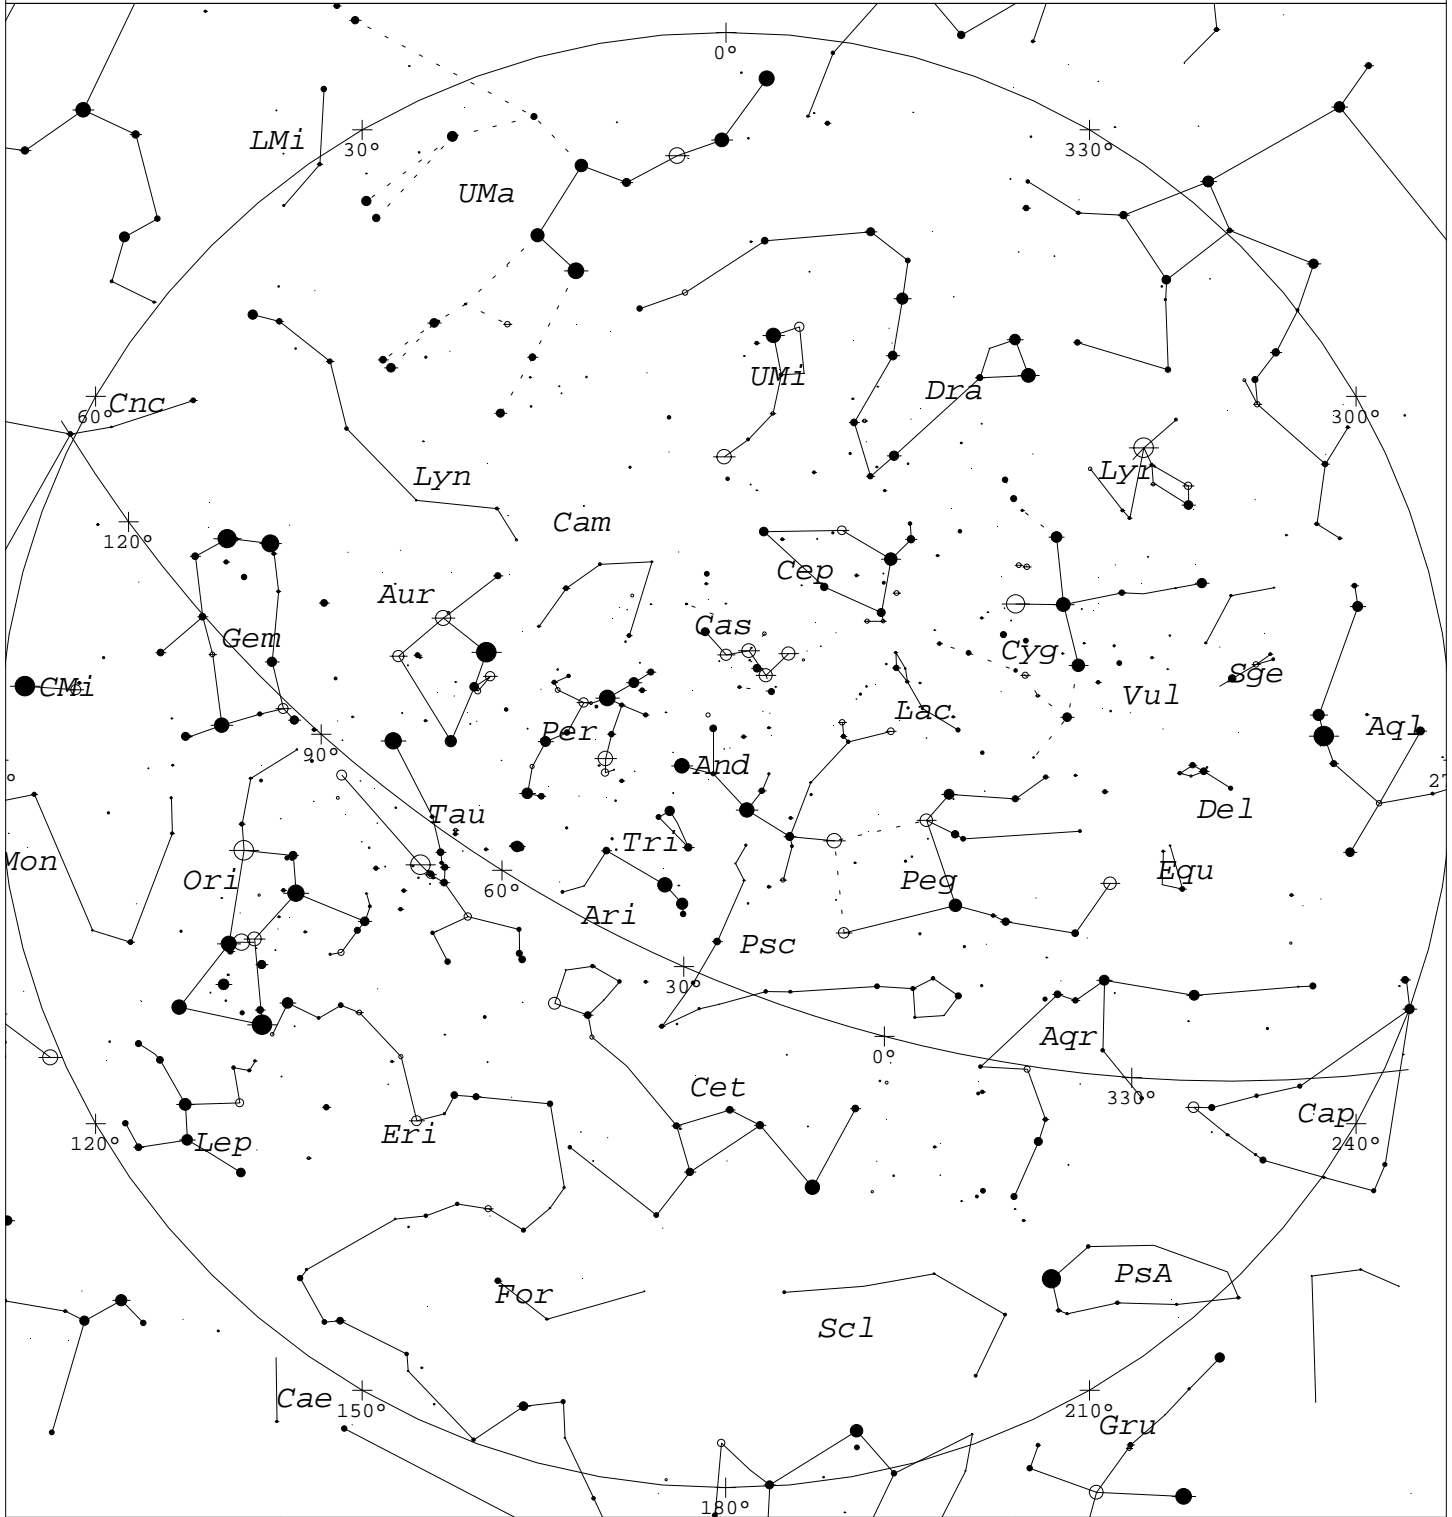 0°
LMi
30°
330°
UMa
UMi
Dra
Cnc
60°
300°
Lyn
Lyr
Cam
120°
Cep
Aur
Cas
Gem
Cyg
Sge
CMi
Vul
Lac
Per
Aql
90°
And
Tau
Del
Tri
Mon
Ori
60°
Peg
Equ
Ari
Psc
30°
Aqr
0°
Cet
330°
Cap
Eri
120°
Lep
240°
PsA
For
Scl
Cae
150°
210°
Gru
180°